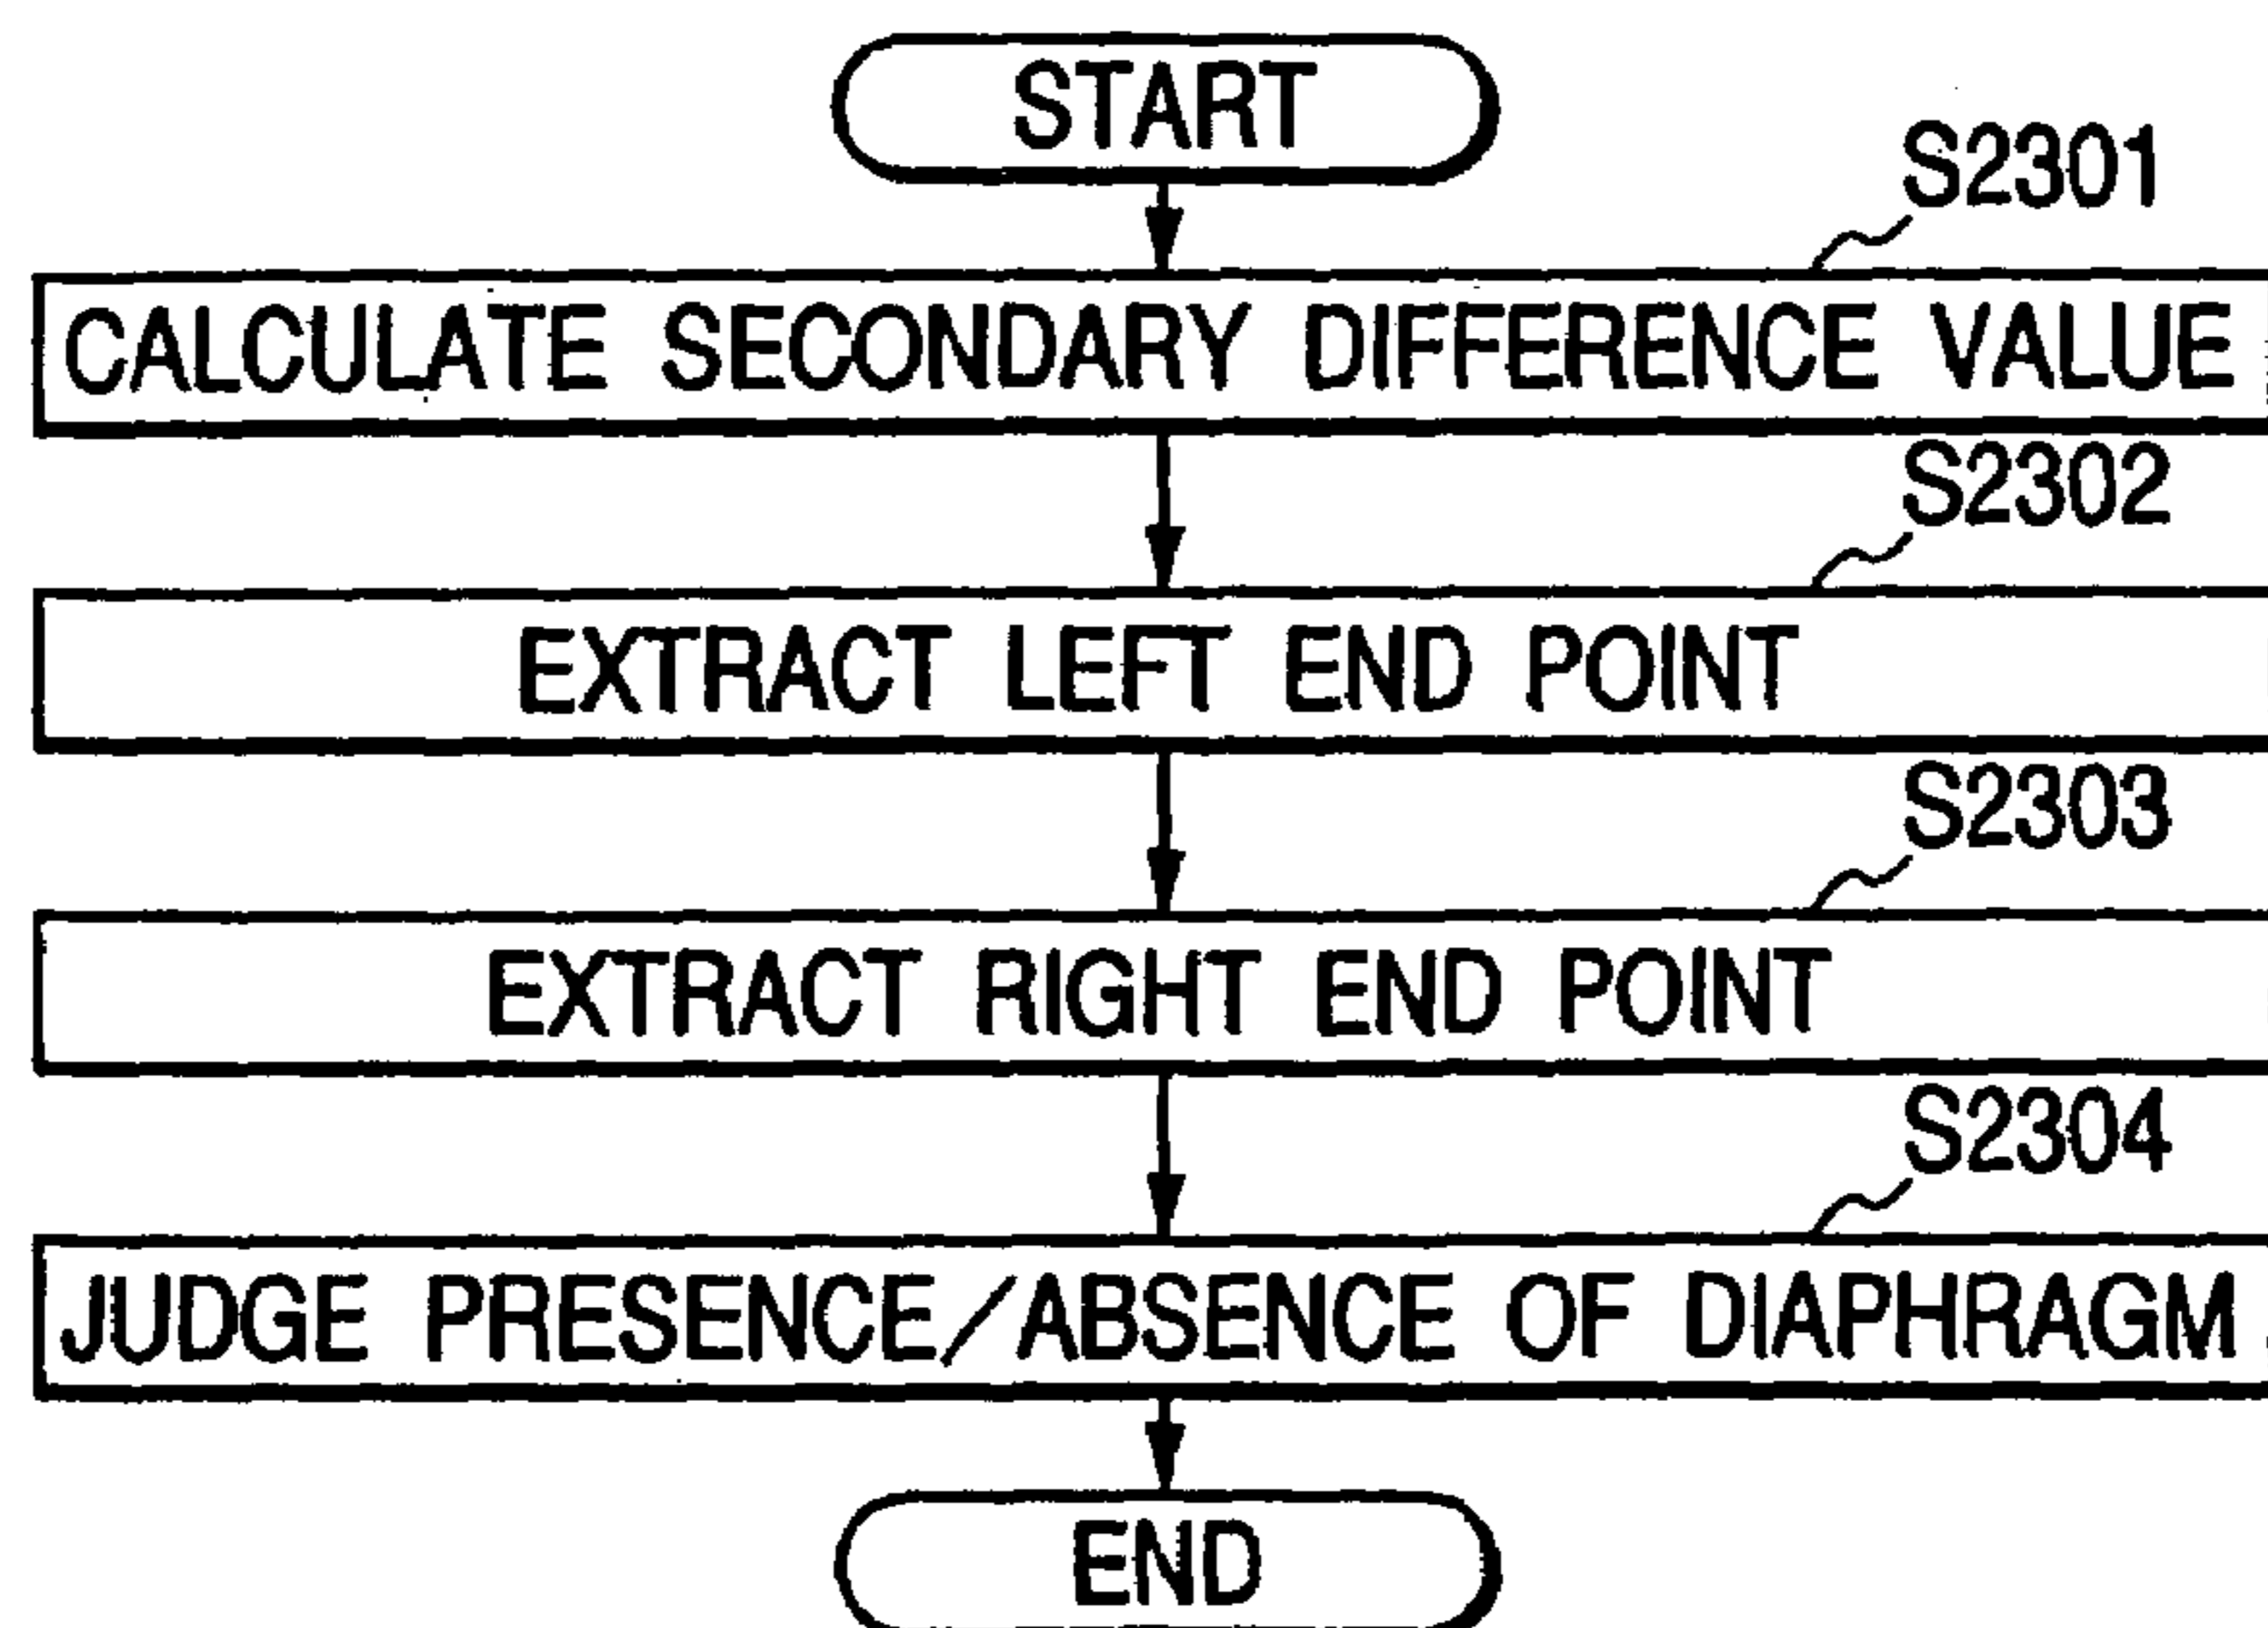 START
S2301
CALCULATE SECONDARY DIFFERENCE VALUE
S2302
EXTRACT LEFT END POINT
S2303
EXTRACT RIGHT END POINT
S2304
JUDGE PRESENCE/ABSENCE OF DIAPHRAGM
END